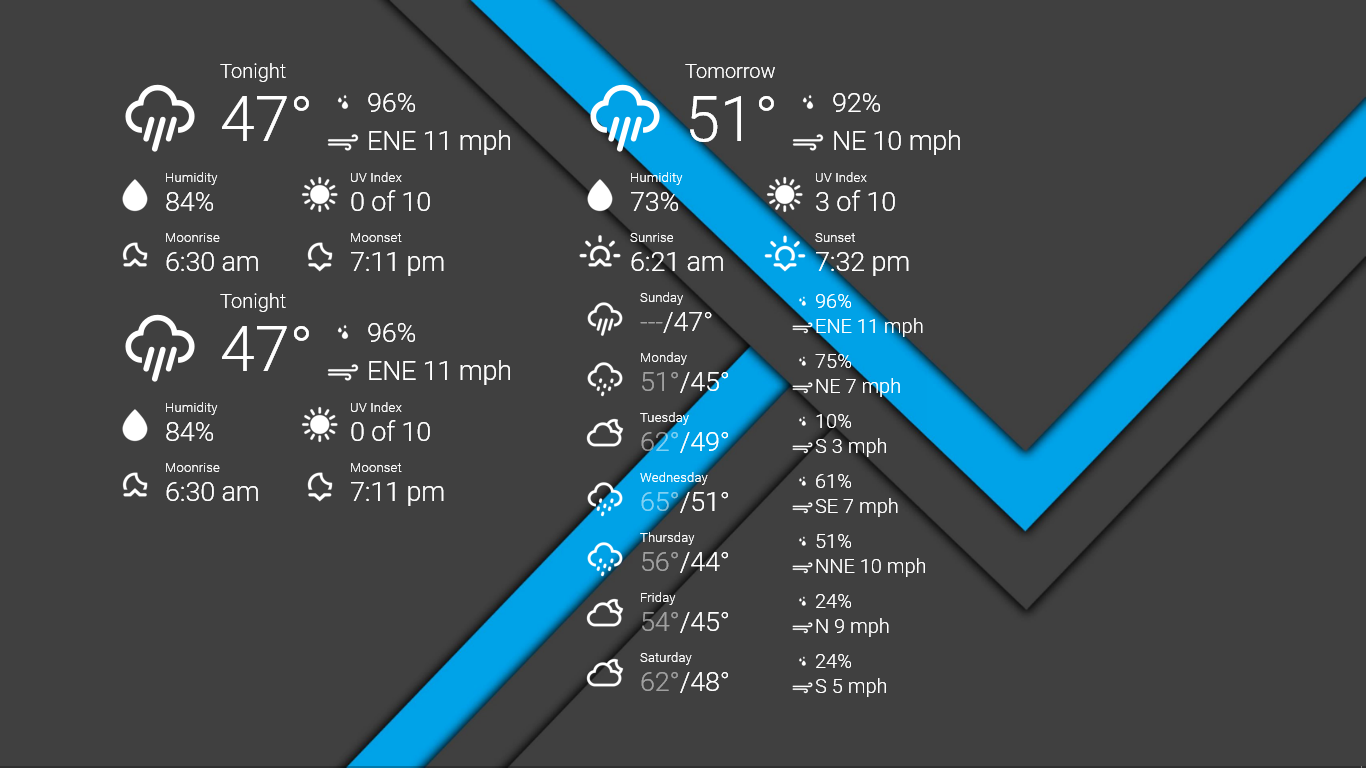 Tonight
47° 96%
ENE 11 mph
Humidity UV Index
84% 0 of 10
Moonrise Moonset
6:30 am 7:11 pm
Tonight
47° 96%
ENE 11 mph
Humidity UV Index
84% 0 of 10
Moonrise Moonset
6:30 am 7:11 pm
Tomorrow
51° 92%
NE 10 mph
Humidity UV Index
73% 3 of 10
Sunrise Sunset
6:21 am 7:32 pm
Sunday 96%
---/47° ENE 11 mph
Monday 75%
51°/45° NE 7 mph
Tuesday 10%
62°/49° S 3 mph
Wednesday 61%
65°/51° SE 7 mph
Thursday 51%
56°/44° NNE 10 mph
Friday 24%
54°/45° N 9 mph
Saturday 24%
62°/48° S 5 mph